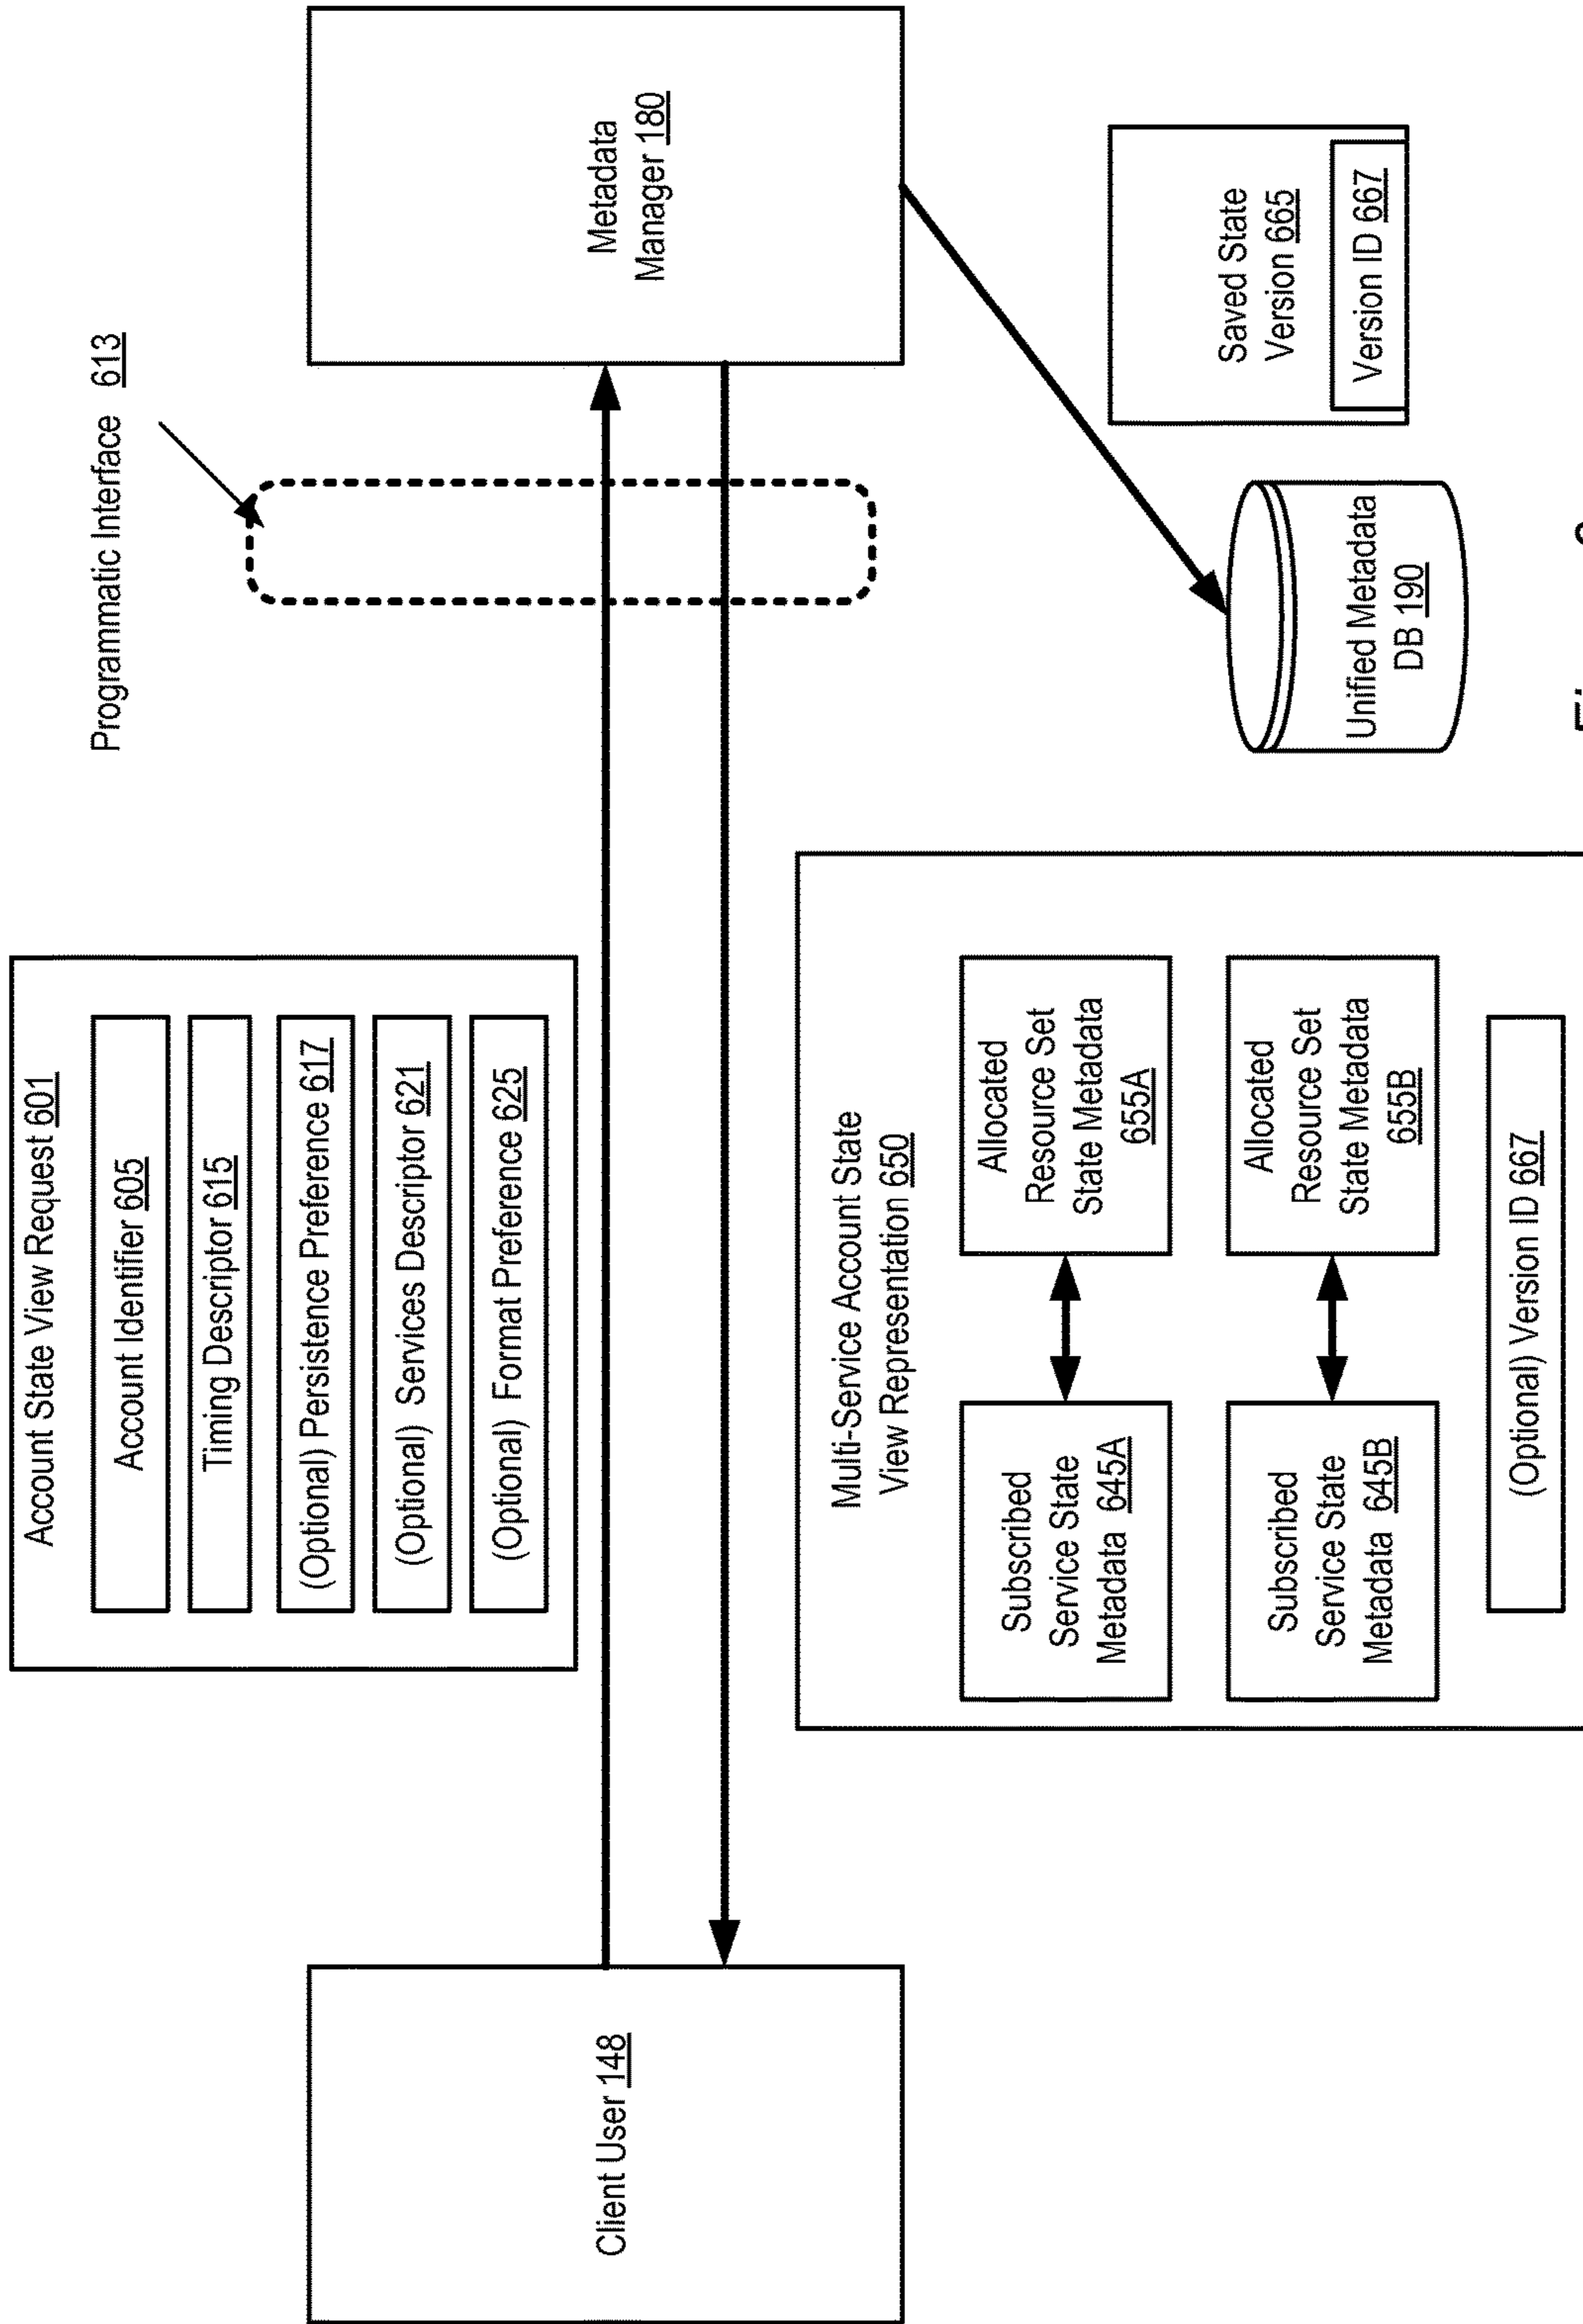 Account State View Request 601
Account Identifier 605
Timing Descriptor 615
(Optional) Persistence Preference 617
(Optional) Services Descriptor 621
(Optional) Format Preference 625
Programmatic Interface 613
Client User 148
Metadata
Manager 180
Multi-Service Account State
View Representation 650
Subscribed
Service State
Metadata 645A
Allocated
Resource Set
State Metadata
655A
Subscribed
Service State
Metadata 645B
Allocated
Resource Set
State Metadata
655B
(Optional) Version ID 667
Unified Metadata
DB 190
Saved State
Version 665
Version ID 667